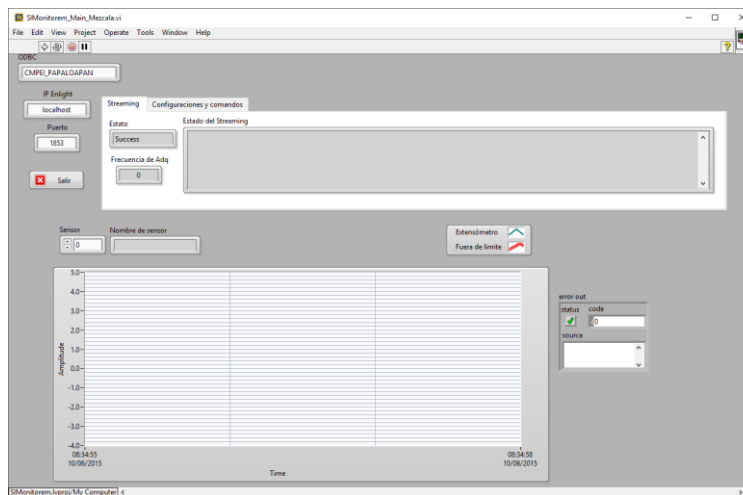 SIMonitorem_Main_Mezcala.vi
File Edit View Project Operate Tools Window Help
ODBC
CMPEI_PAPALOAPAN
IP Enlight
localhost
Puerto
1853
Salir
Streaming Configuraciones y comandos
Estato
Success
Frecuencia de Adq
0
Estado del Streaming
Sensor
0
Nombre de sensor
Extensómetro
Fuera de limite
5.0
4.0
3.0
2.0
1.0
0.0
-1.0
-2.0
-3.0
-4.0
Amplitude
08:34:55
10/06/2015
08:34:58
10/06/2015
Time
error out
status code
0
source
SIMonitorem.lvproj/My Computer